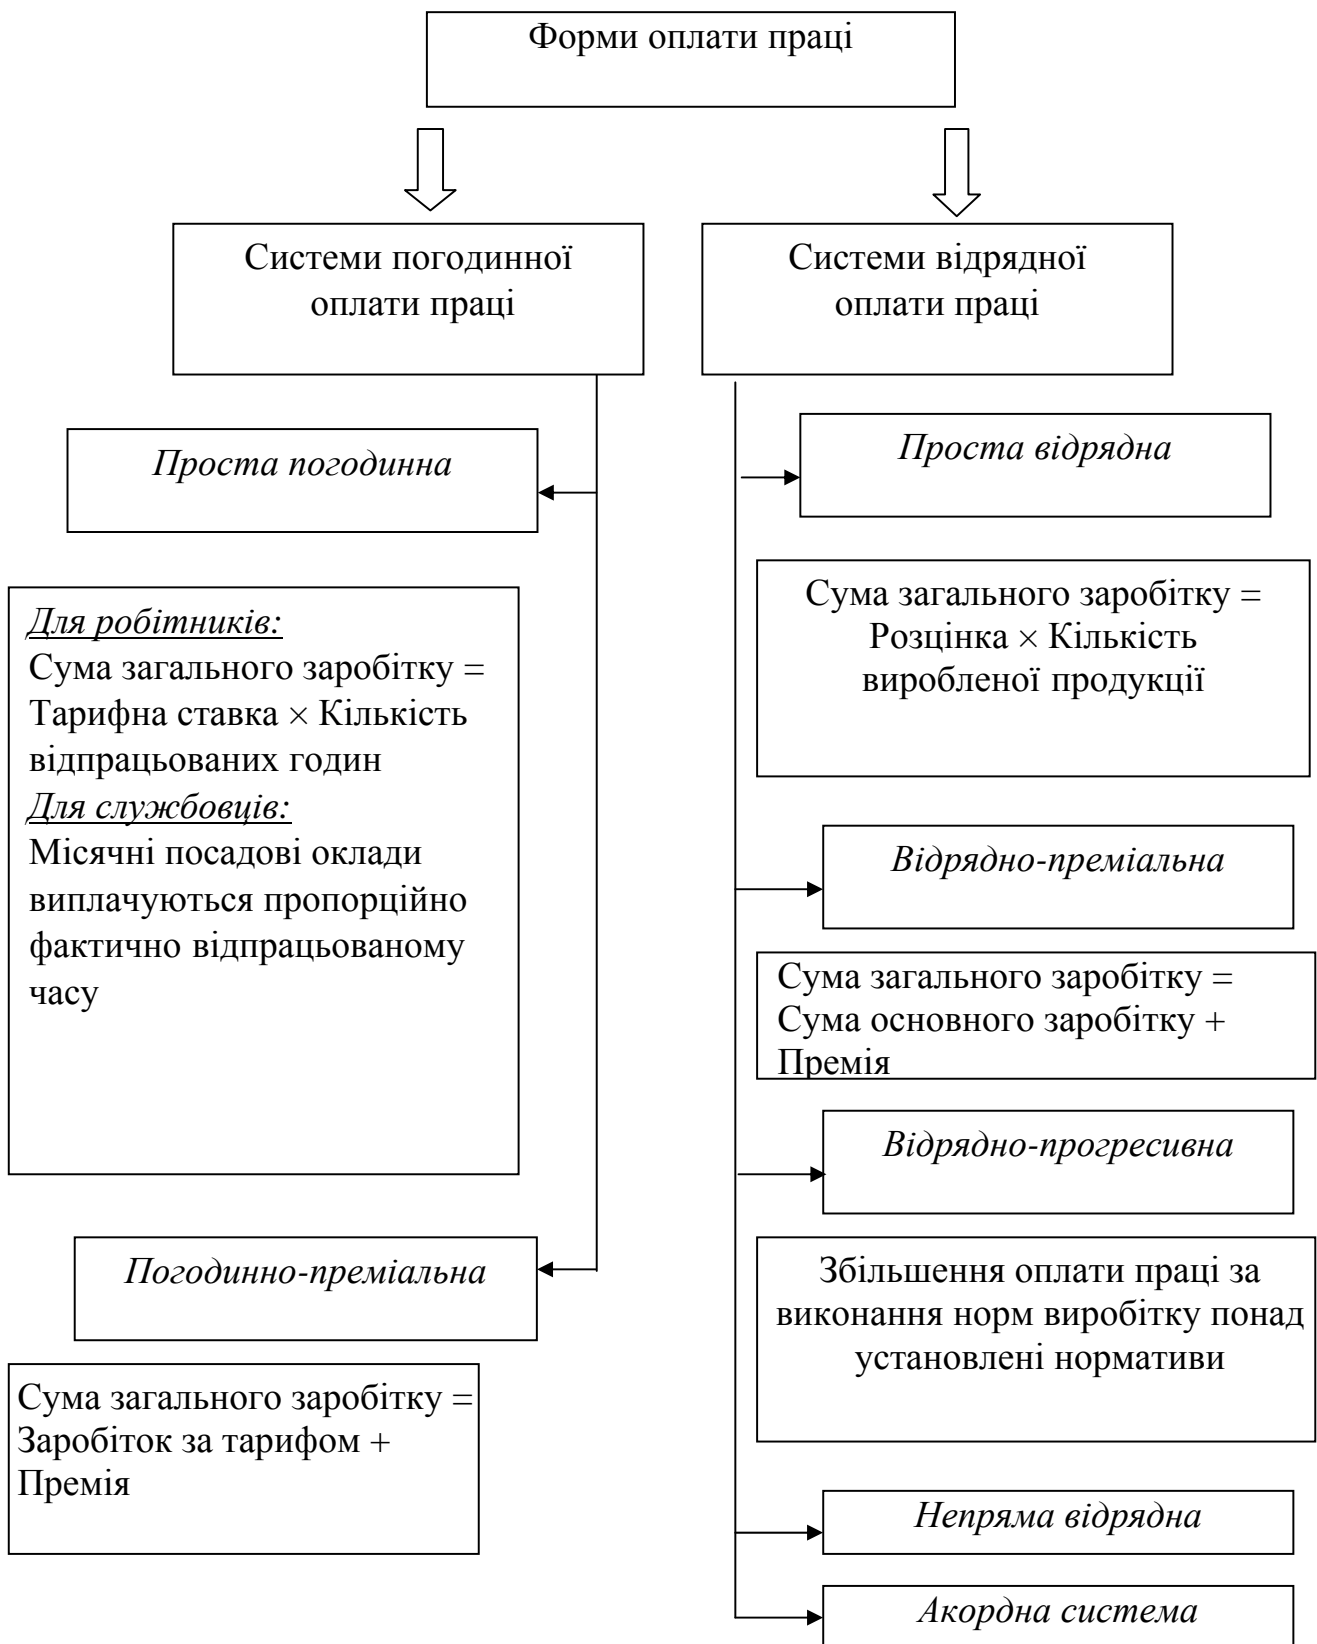 Форми оплати праці
Системи погодинної
оплати праці
Системи відрядної
оплати праці
Проста погодинна
Для робітників:
Сума загального заробітку =
Тарифна ставка × Кількість
відпрацьованих годин
Для службовців:
Місячні посадові оклади
виплачуються пропорційно
фактично відпрацьованому
часу
Погодинно-преміальна
Сума загального заробітку =
Заробіток за тарифом +
Премія
Проста відрядна
Сума загального заробітку =
Розцінка × Кількість
виробленої продукції
Відрядно-преміальна
Сума загального заробітку =
Сума основного заробітку +
Премія
Відрядно-прогресивна
Збільшення оплати праці за
виконання норм виробітку понад
установлені нормативи
Непряма відрядна
Акордна система